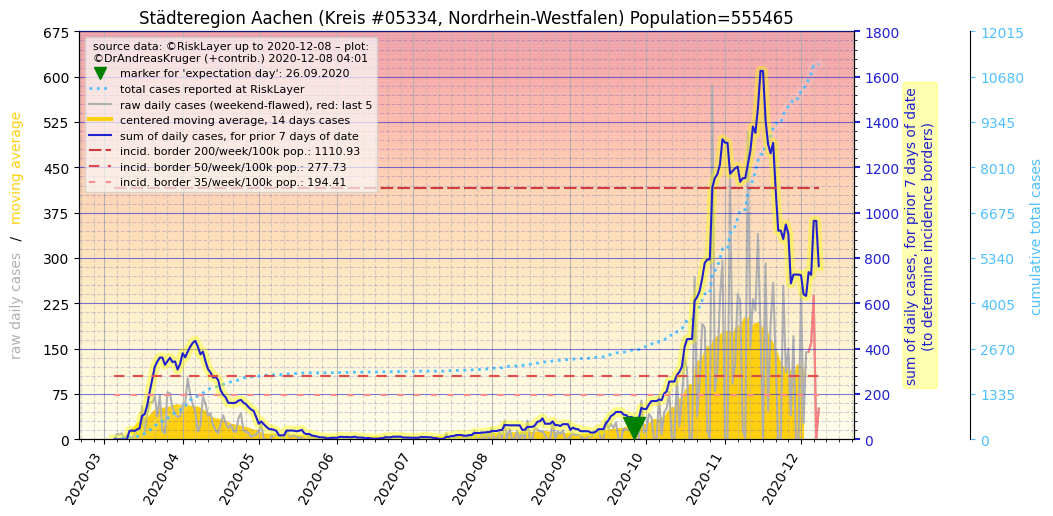 Städteregion Aachen (Kreis #05334, Nordrhein-Westfalen) Population=555465
source data: ©RiskLayer up to 2020-12-08 – plot:
©DrAndreasKruger (+contrib.) 2020-12-08 04:01
marker for 'expectation day': 26.09.2020
total cases reported at RiskLayer
raw daily cases (weekend-flawed), red: last 5
centered moving average, 14 days cases
sum of daily cases, for prior 7 days of date
incid. border 200/week/100k pop.: 1110.93
incid. border 50/week/100k pop.: 277.73
incid. border 35/week/100k pop.: 194.41
raw daily cases / moving average
675
600
525
450
375
300
225
150
75
0
2020-03
2020-04
2020-05
2020-06
2020-07
2020-08
2020-09
2020-10
2020-11
2020-12
1800
1600
1400
1200
1000
800
600
400
200
0
sum of daily cases, for prior 7 days of date
(to determine incidence borders)
12015
10680
9345
8010
6675
5340
4005
2670
1335
0
cumulative total cases